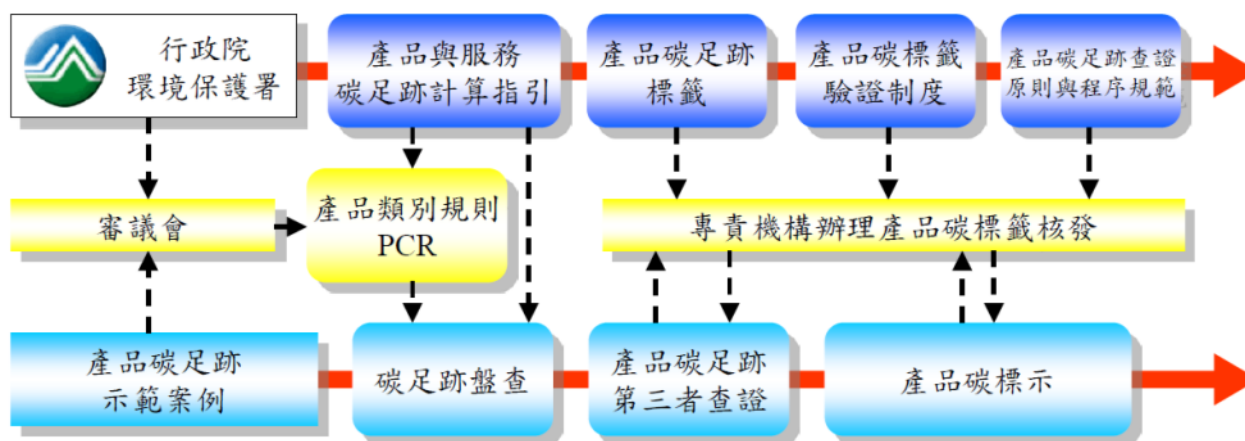 行政院
環境保護署
產品與服務
碳足跡計算指引
產品碳足跡
標籤
產品碳標籤
驗證制度
產品碳足跡查證
原則與程序規範
審議會
產品類別規則
PCR
專責機構辦理產品碳標籤核發
產品碳足跡
示範案例
碳足跡盤查
產品碳足跡
第三者查證
產品碳標示